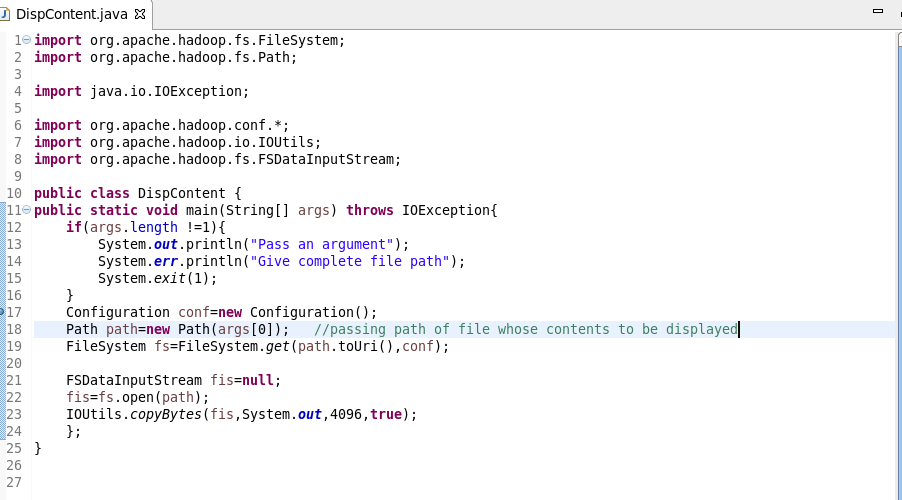 DispContent.java
1 import org.apache.hadoop.fs.FileSystem;
2 import org.apache.hadoop.fs.Path;
3
4 import java.io.IOException;
5
6 import org.apache.hadoop.conf.*;
7 import org.apache.hadoop.io.IOUtils;
8 import org.apache.hadoop.fs.FSDataInputStream;
9
10 public class DispContent {
11 public static void main(String[] args) throws IOException{
12     if(args.length !=1){
13         System.out.println("Pass an argument");
14         System.err.println("Give complete file path");
15         System.exit(1);
16     }
17     Configuration conf=new Configuration();
18     Path path=new Path(args[0]);   //passing path of file whose contents to be displayed
19     FileSystem fs=FileSystem.get(path.toUri(),conf);
20
21     FSDataInputStream fis=null;
22     fis=fs.open(path);
23     IOUtils.copyBytes(fis,System.out,4096,true);
24     };
25 }
26
27